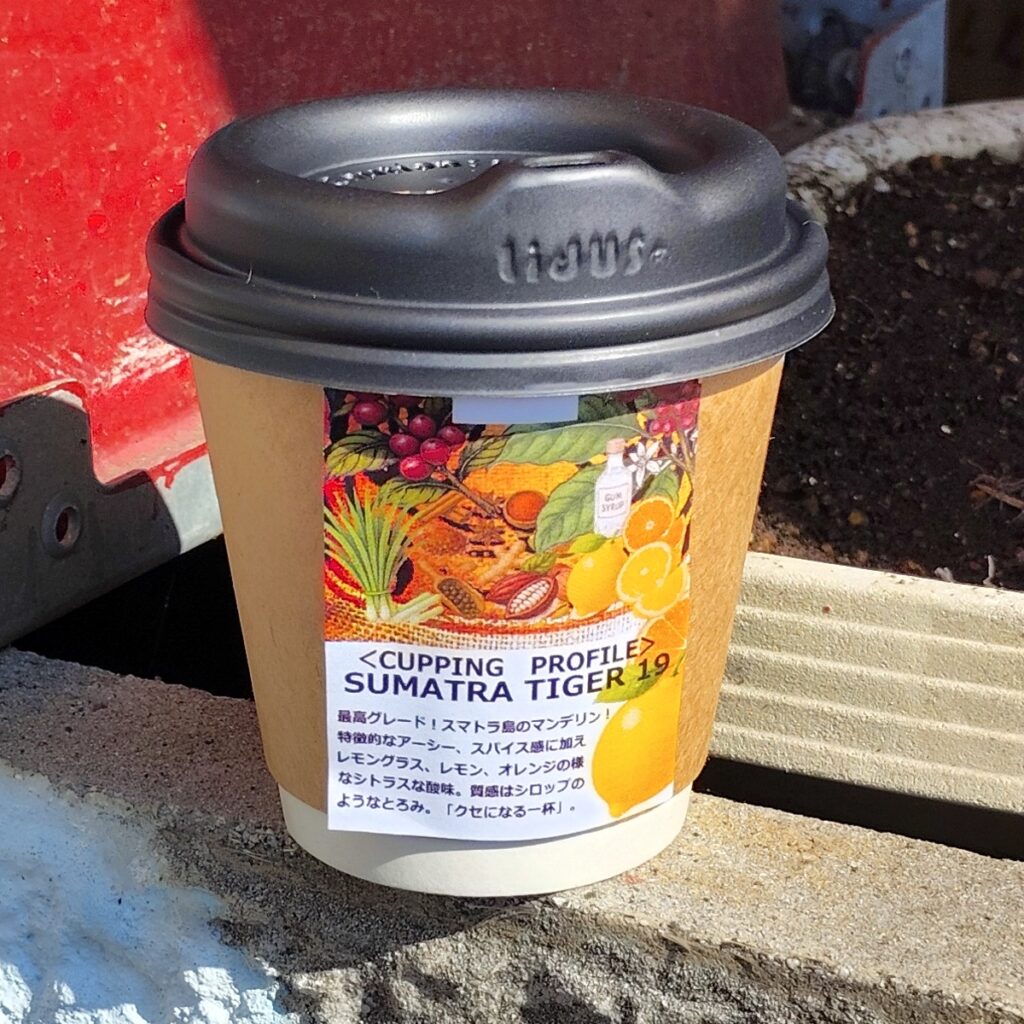 lidus.
GUM
SYRUP
<CUPPING PROFILE>
SUMATRA TIGER 19
最高グレード!スマトラ島のマンデリン!
特徴的なアーシー、スパイス感に加え
レモングラス、レモン、オレンジの様
なシトラスな酸味。質感はシロップの
ようなとろみ。「クセになる一杯」。